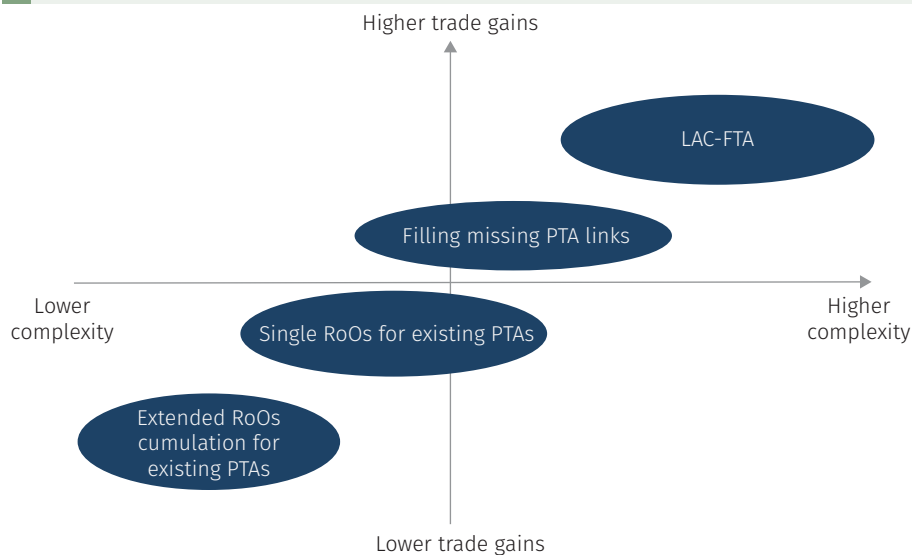 Higher trade gains
LAC-FTA
Filling missing PTA links
Lower
complexity
Higher
complexity
Single RoOs for existing PTAs
Extended RoOs
cumulation for
existing PTAs
Lower trade gains